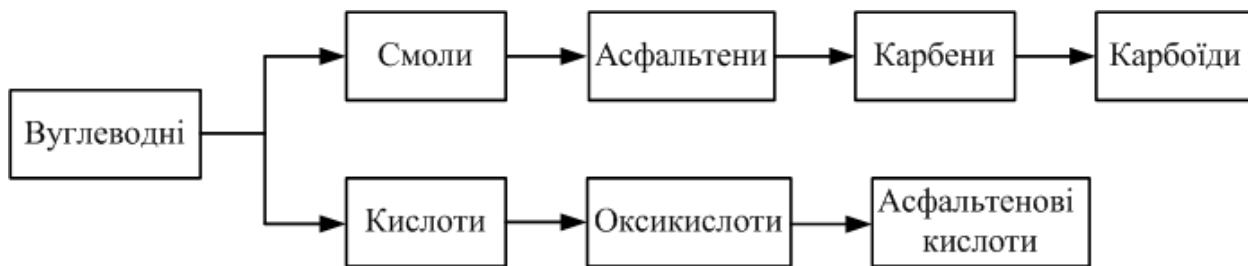 Смоли
Асфальтени
Карбени
Карбоїди
Вуглеводні
Кислоти
Оксикислоти
Асфальтенові
кислоти